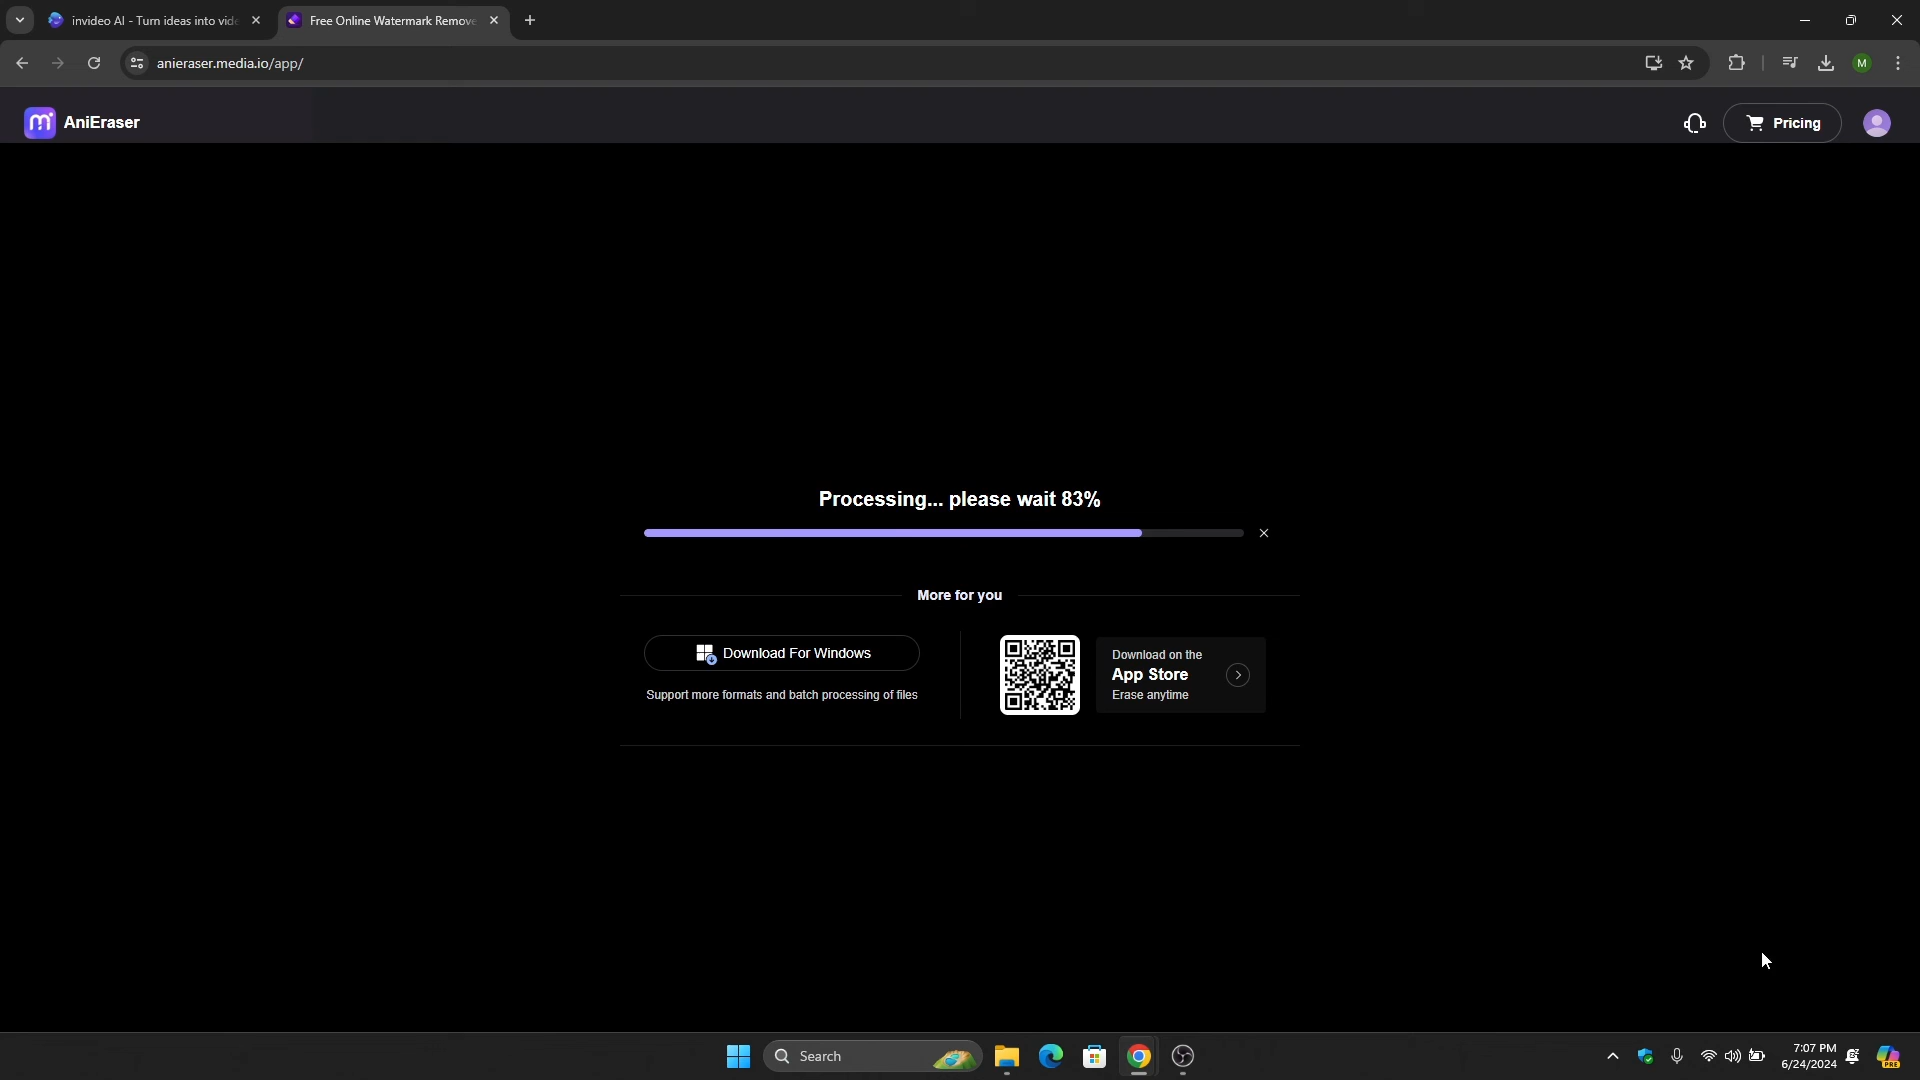 invideo AI - Turn ideas into vide
Free Online Watermark Remove
anieraser.media.io/app/
M
AniEraser
Pricing
Processing... please wait 83%
More for you
Download For Windows
Support more formats and batch processing of files
Download on the
App Store
Erase anytime
Search
7:07 PM
6/24/2024
PRE